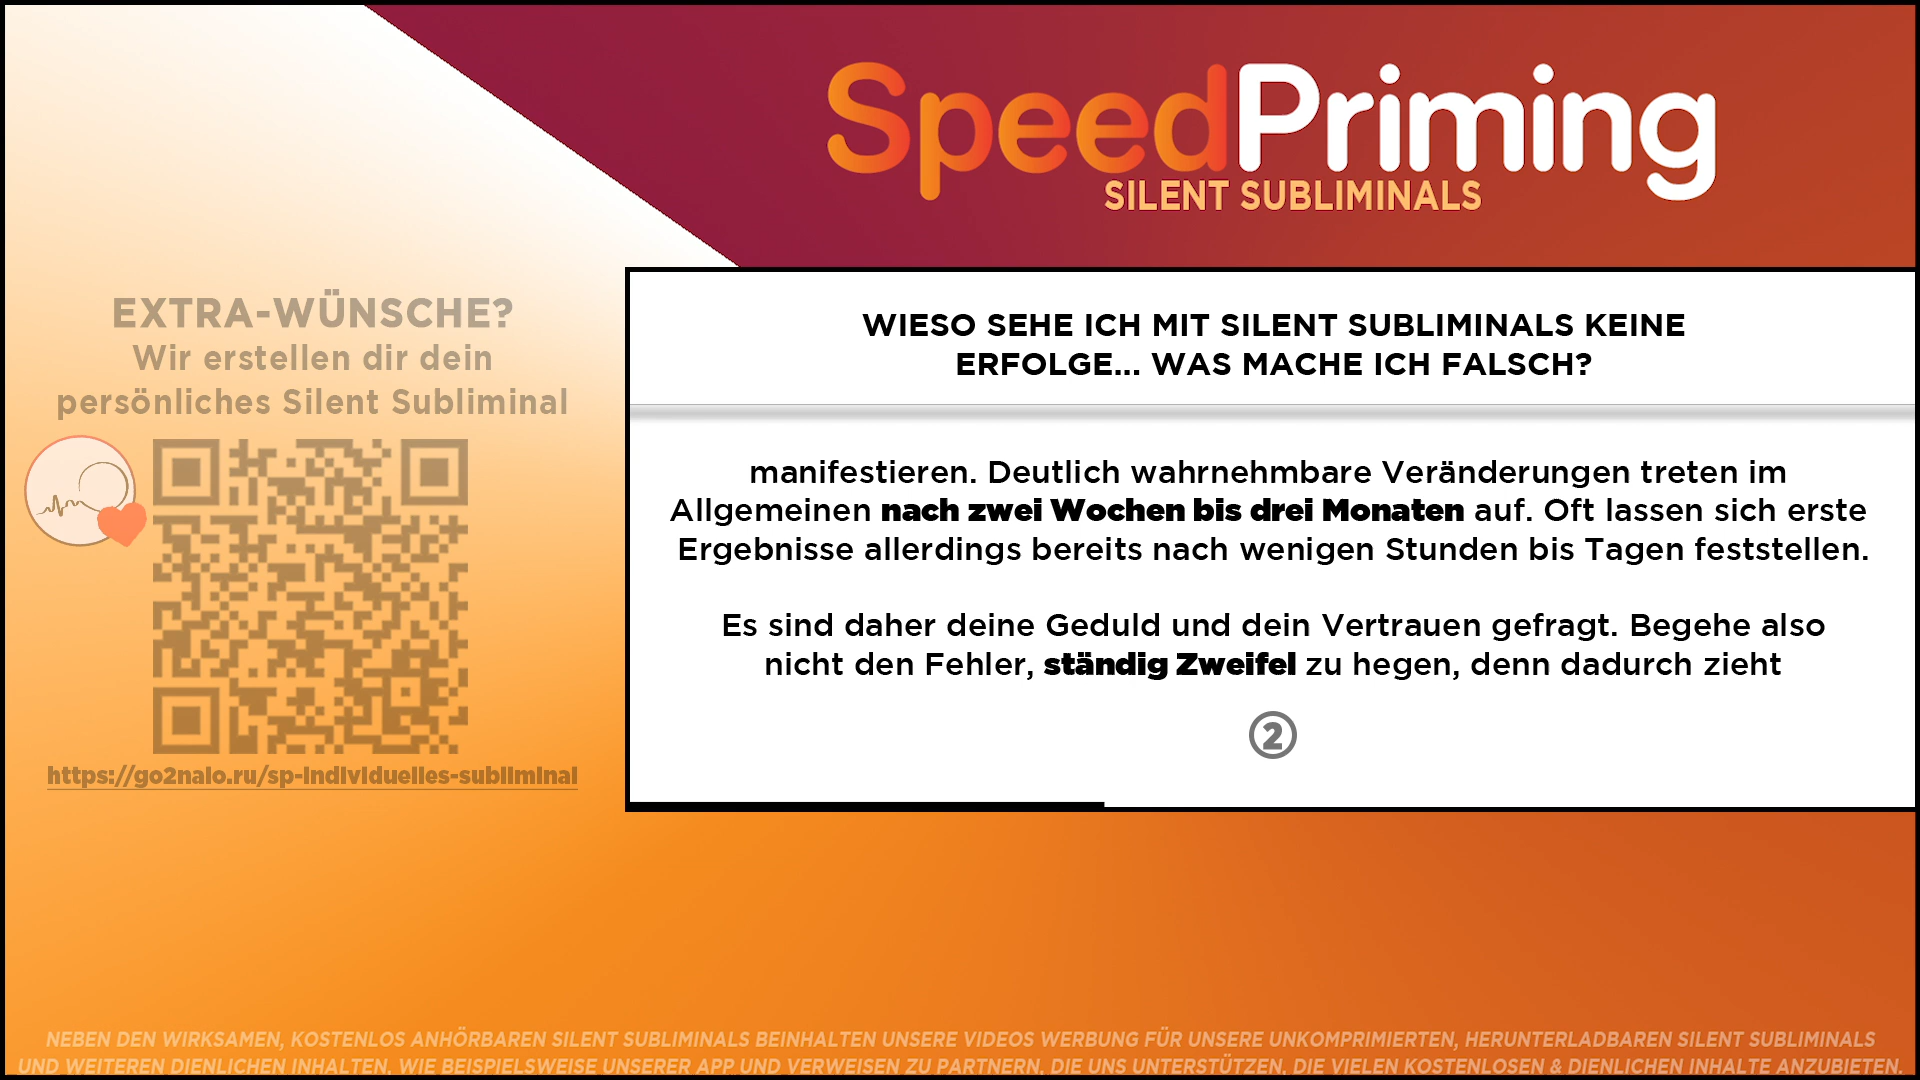 SpeedPriming
SILENT SUBLIMINALS
EXTRA-WÜNSCHE?
Wir erstellen dir dein
persönliches Silent Subliminal
https://go2nalo.ru/sp-individuelles-subliminal
WIESO SEHE ICH MIT SILENT SUBLIMINALS KEINE
ERFOLGE... WAS MACHE ICH FALSCH?
manifestieren. Deutlich wahrnehmbare Veränderungen treten im
Allgemeinen nach zwei Wochen bis drei Monaten auf. Oft lassen sich erste
Ergebnisse allerdings bereits nach wenigen Stunden bis Tagen feststellen.
Es sind daher deine Geduld und dein Vertrauen gefragt. Begehe also
nicht den Fehler, ständig Zweifel zu hegen, denn dadurch zieht
2
NEBEN DEN WIRKSAMEN, KOSTENLOS ANHÖRBAREN SILENT SUBLIMINALS BEINHALTEN UNSERE VIDEOS WERBUNG FÜR UNSERE UNKOMPRIMIERTEN, HERUNTERLADBAREN SILENT SUBLIMINALS
UND WEITEREN DIENLICHEN INHALTEN, WIE BEISPIELSWEISE UNSERER APP UND VERWEISEN ZU PARTNERN, DIE UNS UNTERSTÜTZEN, DIE VIELEN KOSTENLOSEN & DIENLICHEN INHALTE ANZUBIETEN.